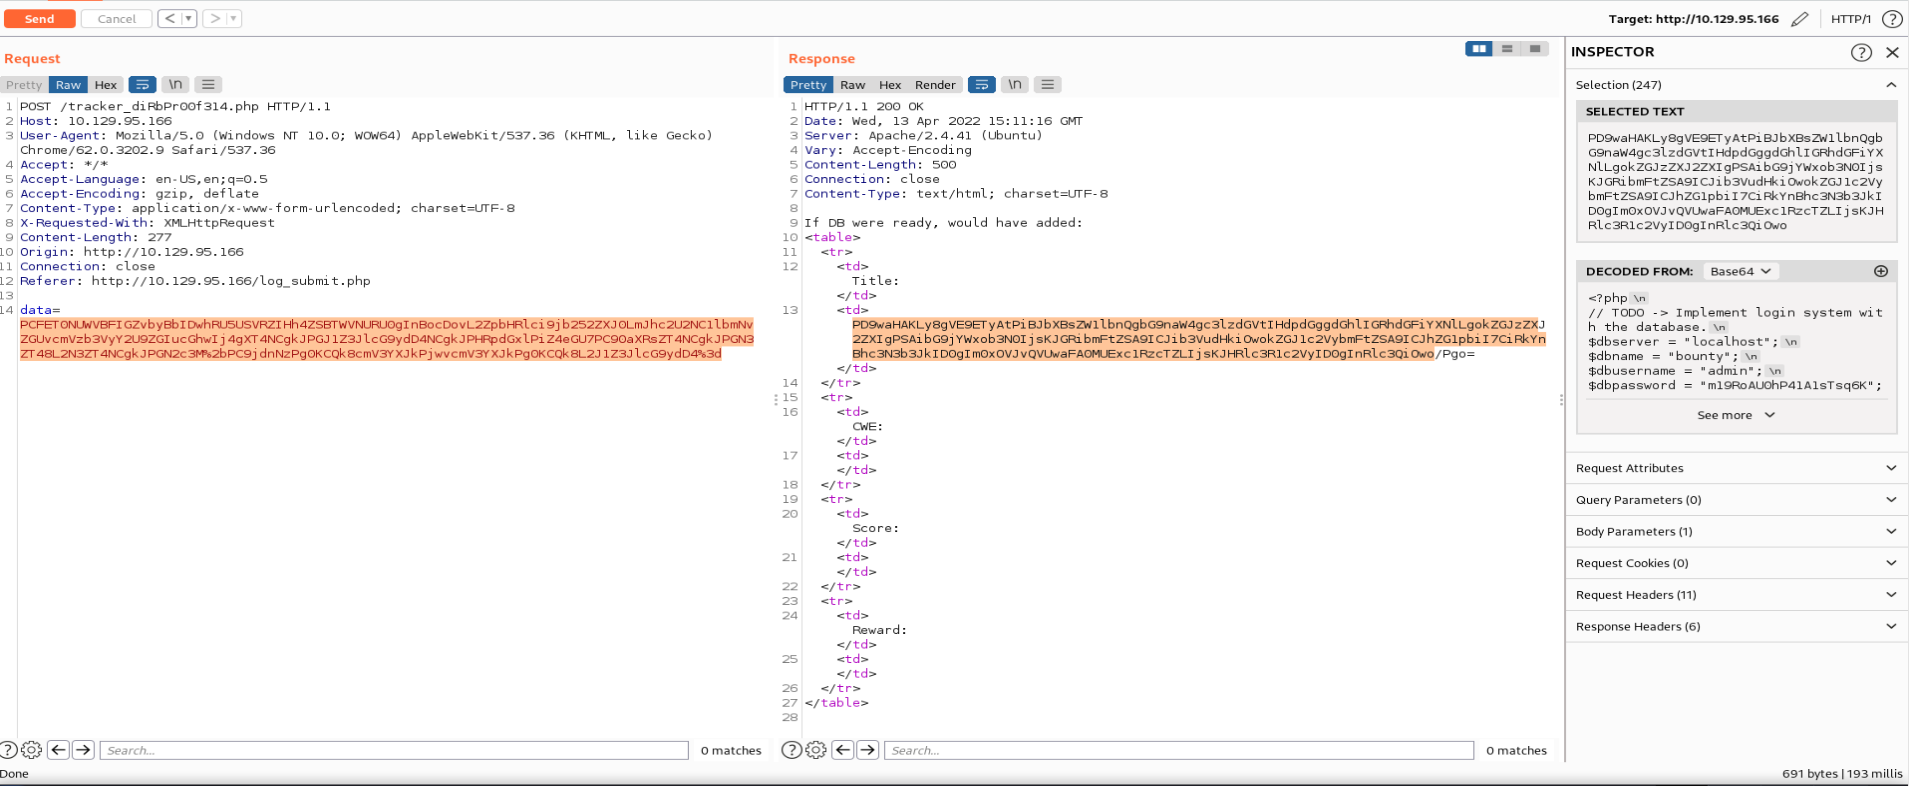 Send
Cancel
Target: http://10.129.95.166
HTTP/1
Request
Pretty Raw Hex \n
1 POST /tracker_diRbPr00f314.php HTTP/1.1
2 Host: 10.129.95.166
3 User-Agent: Mozilla/5.0 (Windows NT 10.0; WOW64) AppleWebKit/537.36 (KHTML, like Gecko)
Chrome/62.0.3202.9 Safari/537.36
4 Accept: */*
5 Accept-Language: en-US,en;q=0.5
6 Accept-Encoding: gzip, deflate
7 Content-Type: application/x-www-form-urlencoded; charset=UTF-8
8 X-Requested-With: XMLHttpRequest
9 Content-Length: 277
10 Origin: http://10.129.95.166
11 Connection: close
12 Referer: http://10.129.95.166/log_submit.php
13
14 data=
Search...
0 matches
Done
Response
Pretty Raw Hex Render \n
1 HTTP/1.1 200 OK
2 Date: Wed, 13 Apr 2022 15:11:16 GMT
3 Server: Apache/2.4.41 (Ubuntu)
4 Vary: Accept-Encoding
5 Content-Length: 500
6 Connection: close
7 Content-Type: text/html; charset=UTF-8
8
9 If DB were ready, would have added:
10 <table>
11 <tr>
12 <td>
Title:
</td>
13 <td>
</td>
14 </tr>
15 <tr>
16 <td>
CWE:
</td>
17 <td>
</td>
18 </tr>
19 <tr>
20 <td>
Score:
</td>
21 <td>
</td>
22 </tr>
23 <tr>
24 <td>
Reward:
</td>
25 <td>
</td>
26 </tr>
27 </table>
28
Search...
0 matches
INSPECTOR
Selection (247)
SELECTED TEXT
DECODED FROM: Base64
<?php \n
// TODO -> Implement login system wit
h the database. \n
$dbserver = "localhost"; \n
$dbname = "bounty"; \n
$dbusername = "admin"; \n
$dbpassword = "m19RoAU0hP41A1sTsq6K";
See more
Request Attributes
Query Parameters (0)
Body Parameters (1)
Request Cookies (0)
Request Headers (11)
Response Headers (6)
691 bytes | 193 millis